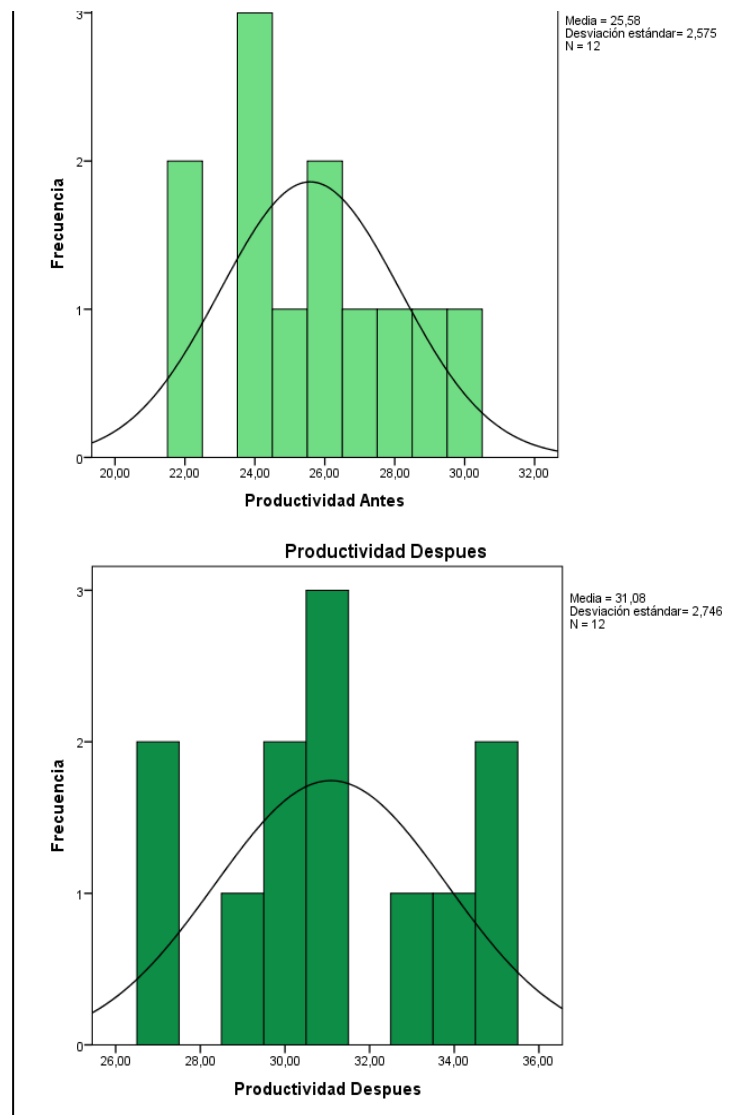 Media = 25,58
Desviación estándar= 2,575
N = 12
3
2
1
0
Frecuencia
20,00 22,00 24,00 26,00 28,00 30,00 32,00
Productividad Antes
Productividad Despues
Media = 31,08
Desviación estándar= 2,746
N = 12
3
2
1
0
Frecuencia
26,00 28,00 30,00 32,00 34,00 36,00
Productividad Despues